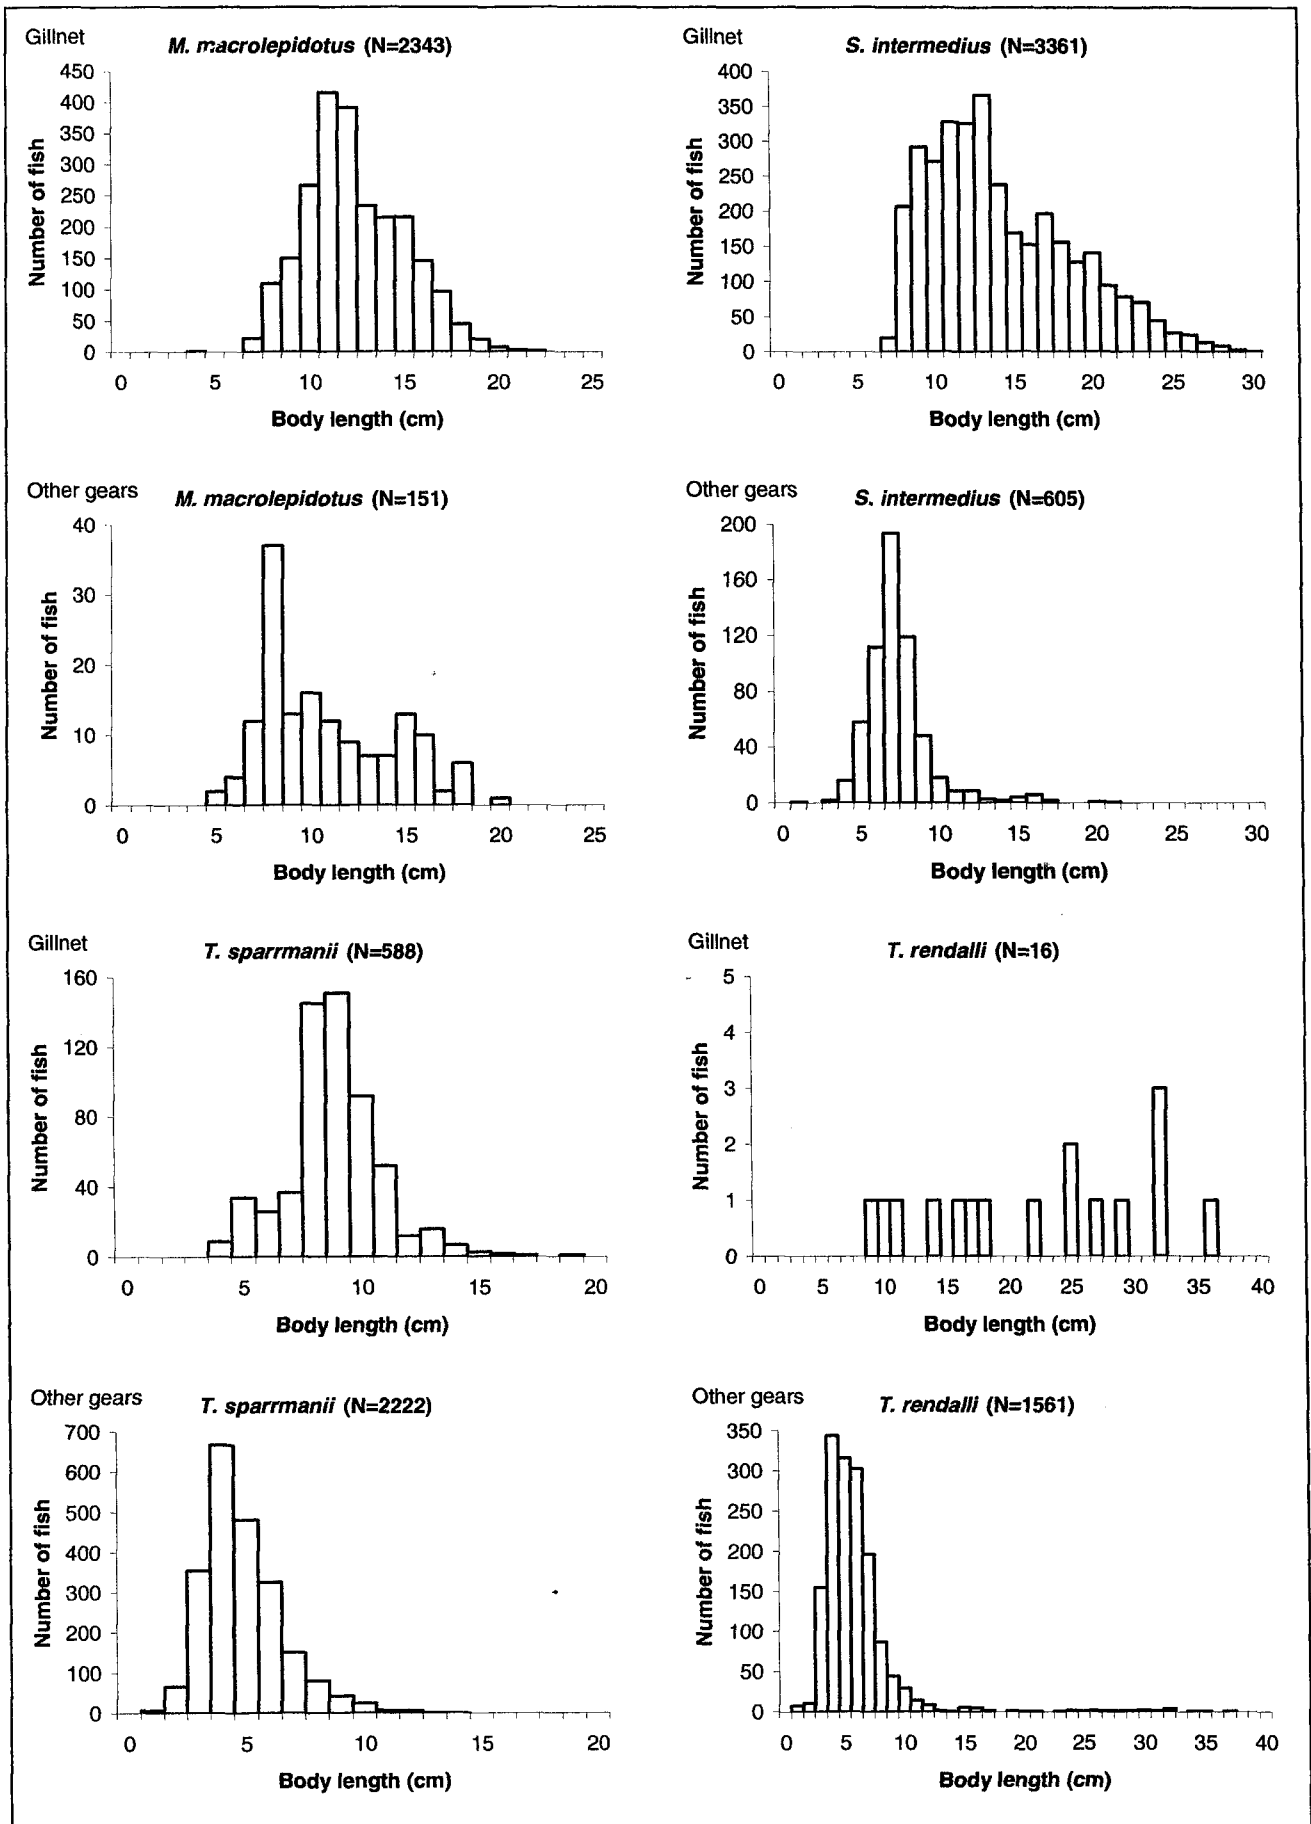 Gillnet
M. macrolepidotus (N=2343)
450
400
350
300
250
200
150
100
50
0
Number of fish
0 5 10 15 20 25
Body length (cm)
Gillnet
S. intermedius (N=3361)
400
350
300
250
200
150
100
50
0
Number of fish
0 5 10 15 20 25 30
Body length (cm)
Other gears
M. macrolepidotus (N=151)
40
30
20
10
0
Number of fish
0 5 10 15 20 25
Body length (cm)
Other gears
S. intermedius (N=605)
200
160
120
80
40
0
Number of fish
0 5 10 15 20 25 30
Body length (cm)
Gillnet
T. sparrmanii (N=588)
160
120
80
40
0
Number of fish
0 5 10 15 20
Body length (cm)
Gillnet
T. rendalli (N=16)
5
4
3
2
1
0
Number of fish
0 5 10 15 20 25 30 35 40
Body length (cm)
Other gears
T. sparrmanii (N=2222)
700
600
500
400
300
200
100
0
Number of fish
0 5 10 15 20
Body length (cm)
Other gears
T. rendalli (N=1561)
350
300
250
200
150
100
50
0
Number of fish
0 5 10 15 20 25 30 35 40
Body length (cm)